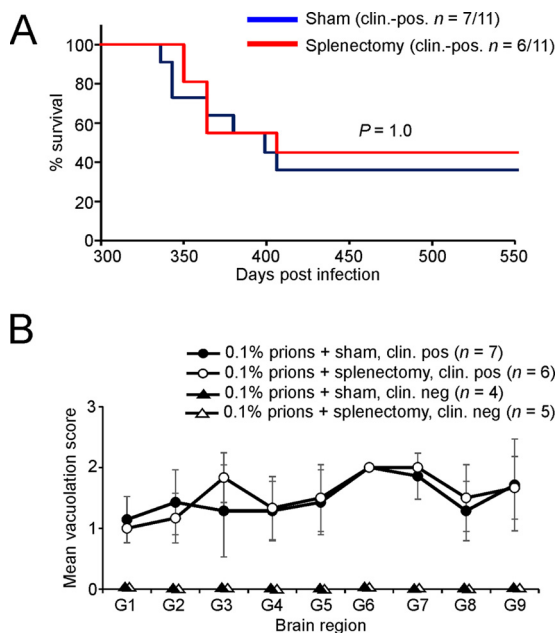 A
Sham (clin.-pos. n = 7/11)
Splenectomy (clin.-pos. n = 6/11)
% survival
100
80
60
40
20
0
P = 1.0
300 350 400 450 500 550
Days post infection
B
0.1% prions + sham, clin. pos (n = 7)
0.1% prions + splenectomy, clin. pos (n = 6)
0.1% prions + sham, clin. neg (n = 4)
0.1% prions + splenectomy, clin. neg (n = 5)
Mean vacuolation score
3
2
1
0
G1 G2 G3 G4 G5 G6 G7 G8 G9
Brain region